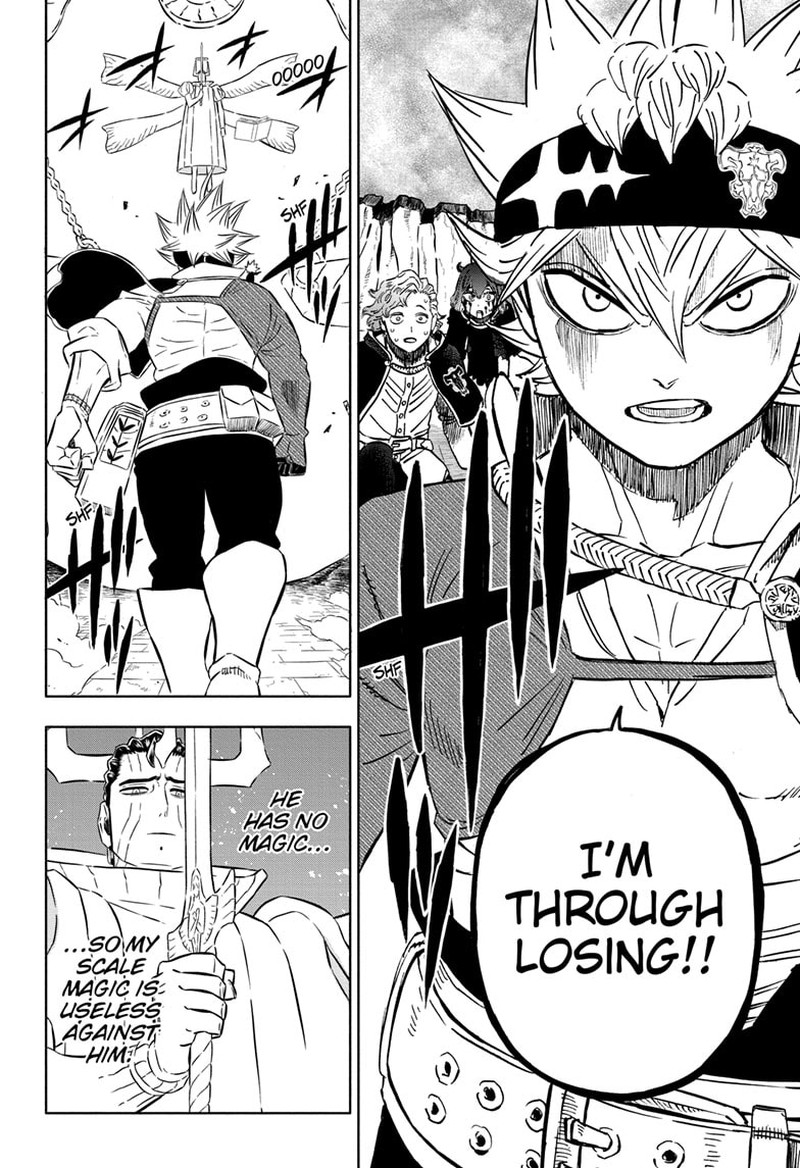 I'M
THROUGH
LOSING!!
SHF
OOOOO
SHF
SHF
HE
HAS NO
MAGIC...
...SO MY
SCALE
MAGIC IS
USELESS
AGAINST
HIM.